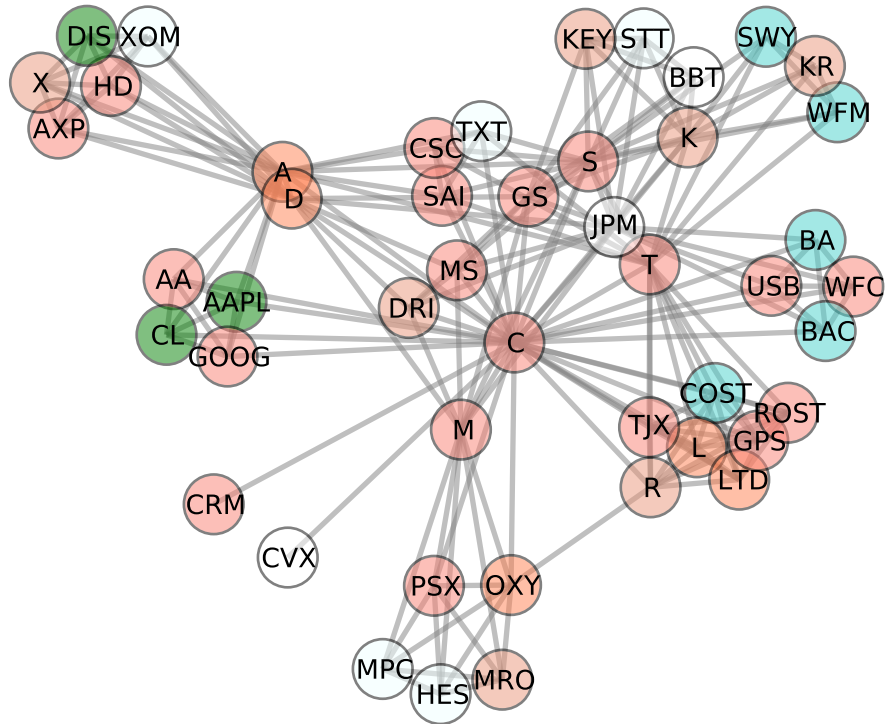 DIS XOM
X HD
AXP
KEY STT
BBT
SWY
KR
WFM
K
CSC TXT
S
A
D
SAI GS
JPM
T
BA
USB WFC
BAC
MS
DRI
AA
AAPL
CL
GOOG
C
COST
ROST
TJX
GPS
L
LTD
R
M
CRM
CVX
PSX OXY
MPC
HES
MRO